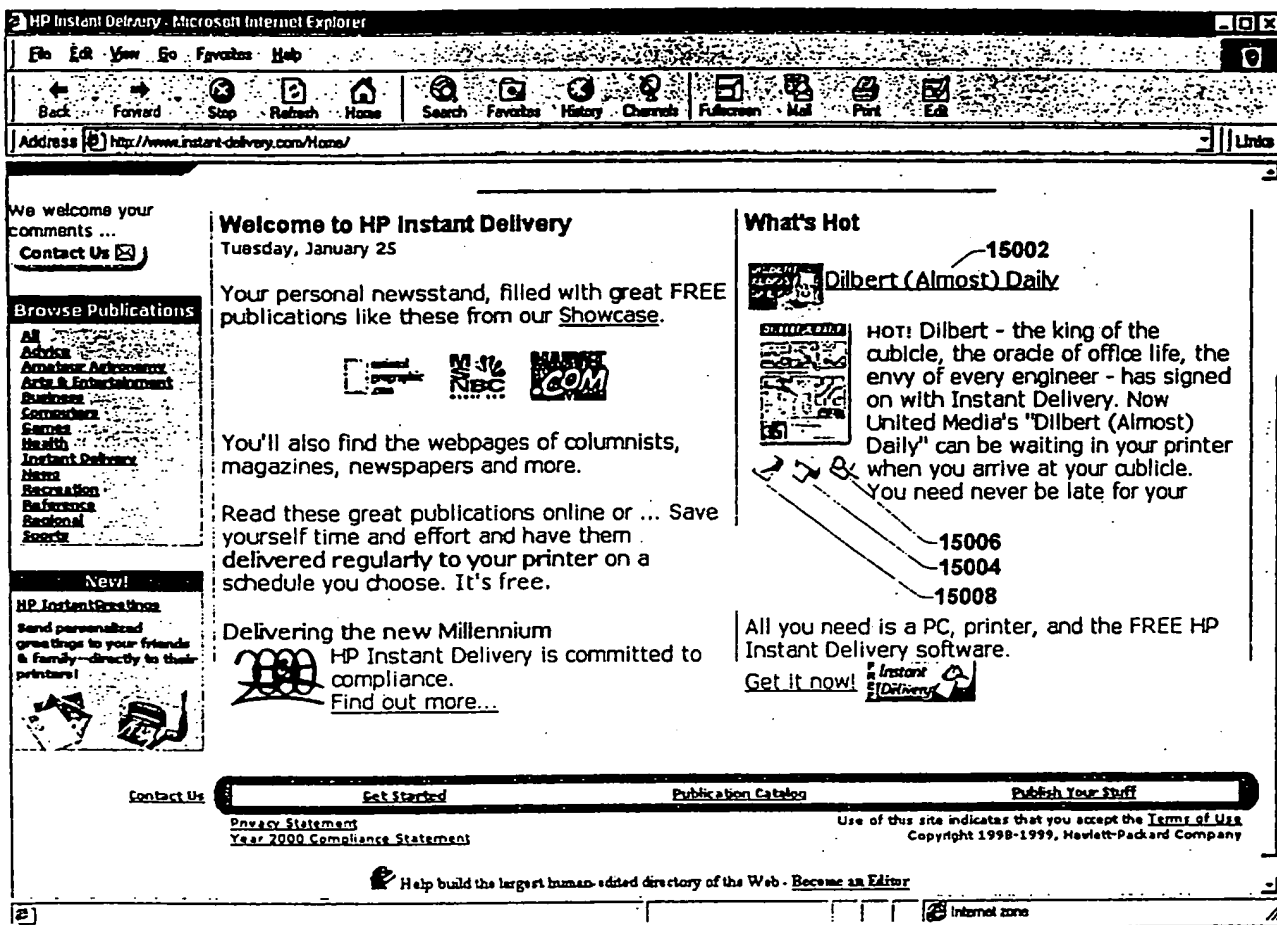 HP Instant Delivery - Microsoft Internet Explorer
File Edit View Go Favorites Help
Back Forward Stop Refresh Home Search Favorites History Channels Fullscreen Mail Print Edit
Address http://www.instant-delivery.com/Home/ Links
We welcome your
comments ...
Contact Us
Browse Publications
All
Advice
Amateur Astronomy
Arts & Entertainment
Business
Computers
Games
Health
Instant Delivery
News
Recreation
Reference
Regional
Sports
New!
HP InstantGreetings
Send personalized
greetings to your friends
& family—directly to their
printers!
Welcome to HP Instant Delivery
Tuesday, January 25
Your personal newsstand, filled with great FREE
publications like these from our Showcase.
national
geographic
.com
MSNBC
MARVEL
.COM
You'll also find the webpages of columnists,
magazines, newspapers and more.
Read these great publications online or ... Save
yourself time and effort and have them
delivered regularly to your printer on a
schedule you choose. It's free.
Delivering the new Millennium
2000
HP Instant Delivery is committed to
compliance.
Find out more...
What's Hot
15002
Dilbert (Almost) Daily
HOT! Dilbert - the king of the
cubicle, the oracle of office life, the
envy of every engineer - has signed
on with Instant Delivery. Now
United Media's "Dilbert (Almost)
Daily" can be waiting in your printer
when you arrive at your cubicle.
You need never be late for your
15006
15004
15008
All you need is a PC, printer, and the FREE HP
Instant Delivery software.
Get it now!
FREE
Instant
Delivery
Contact Us Get Started Publication Catalog Publish Your Stuff
Privacy Statement
Year 2000 Compliance Statement
Use of this site indicates that you accept the Terms of Use
Copyright 1998-1999, Hewlett-Packard Company
Help build the largest human-edited directory of the Web - Become an Editor
Internet zone